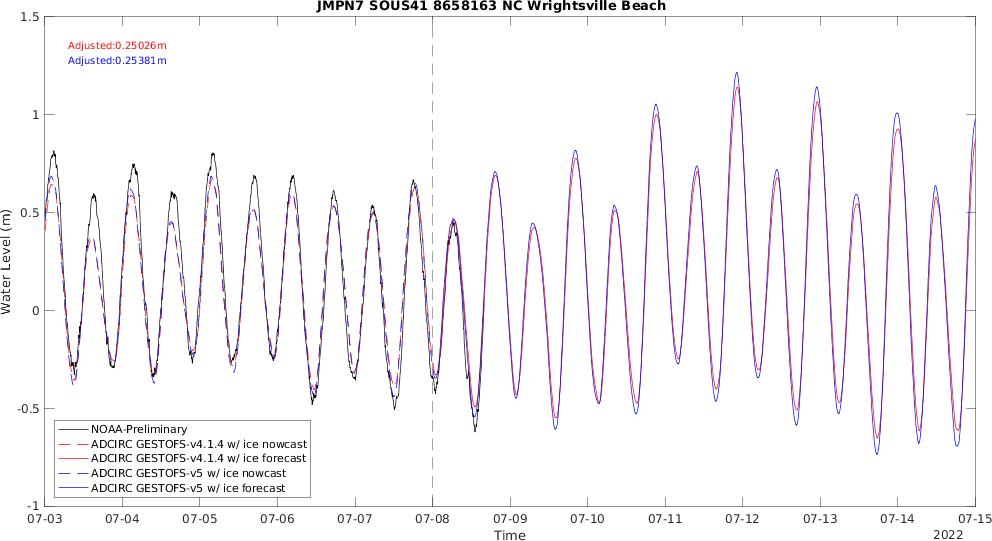 JMPN7 SOUS41 8658163 NC Wrightsville Beach
Adjusted:0.25026m
Adjusted:0.25381m
1.5
1
0.5
0
-0.5
-1
Water Level (m)
NOAA-Preliminary
ADCIRC GESTOFS-v4.1.4 w/ ice nowcast
ADCIRC GESTOFS-v4.1.4 w/ ice forecast
ADCIRC GESTOFS-v5 w/ ice nowcast
ADCIRC GESTOFS-v5 w/ ice forecast
07-03 07-04 07-05 07-06 07-07 07-08 07-09 07-10 07-11 07-12 07-13 07-14 07-15
Time
2022